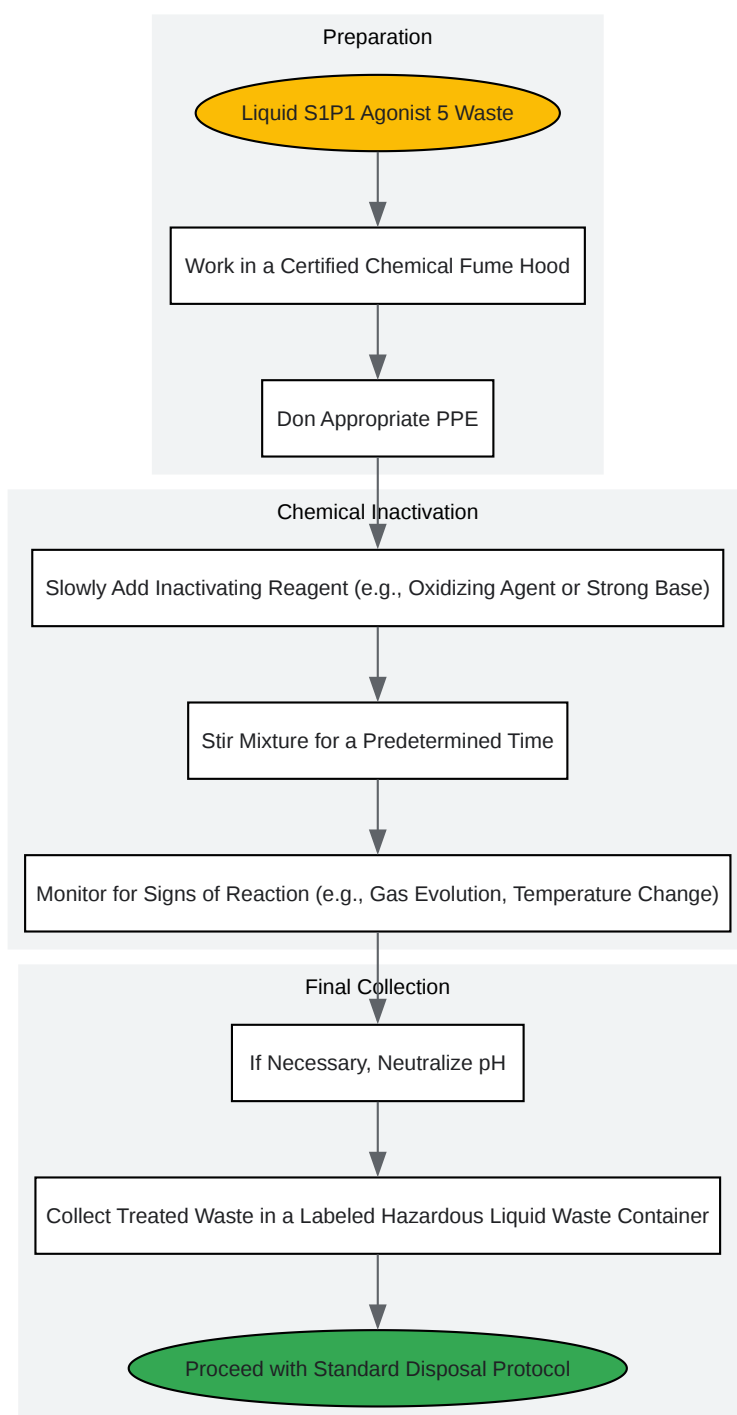 Preparation
Liquid S1P1 Agonist 5 Waste
Work in a Certified Chemical Fume Hood
Don Appropriate PPE
Chemical Inactivation
Slowly Add Inactivating Reagent (e.g., Oxidizing Agent or Strong Base)
Stir Mixture for a Predetermined Time
Monitor for Signs of Reaction (e.g., Gas Evolution, Temperature Change)
Final Collection
If Necessary, Neutralize pH
Collect Treated Waste in a Labeled Hazardous Liquid Waste Container
Proceed with Standard Disposal Protocol